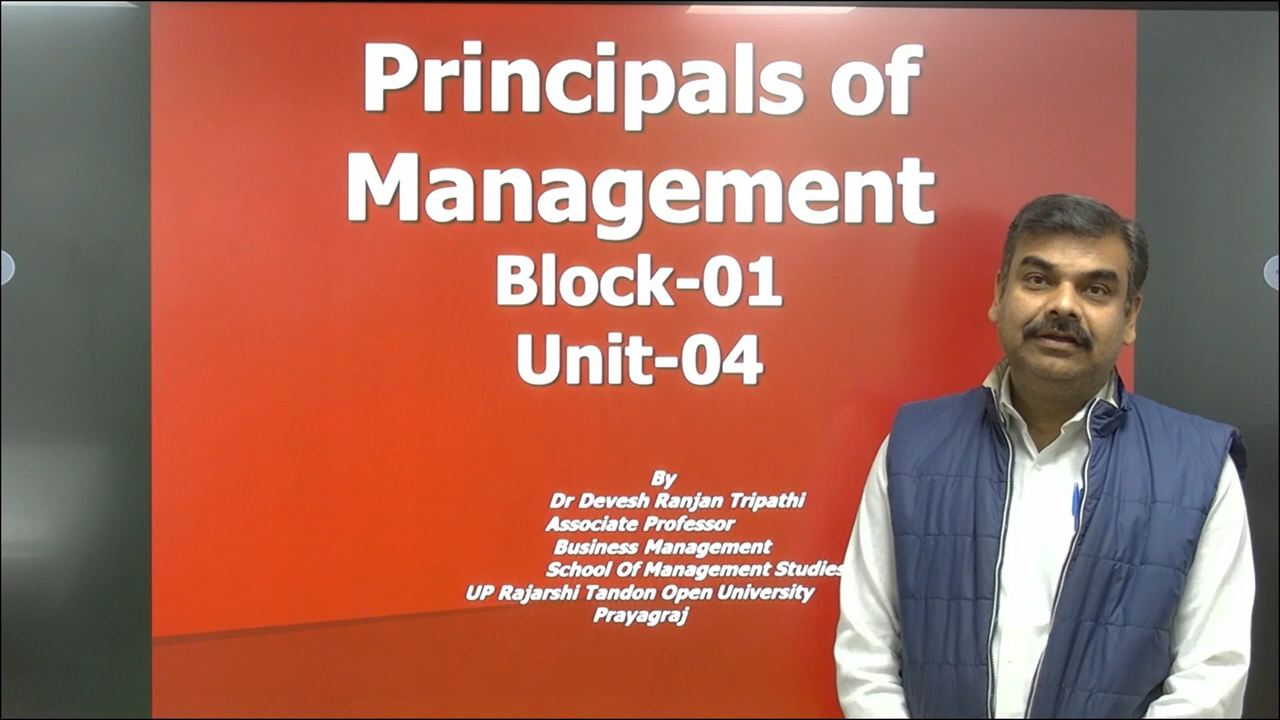 Principals of
Management
Block-01
Unit-04
By
Dr Devesh Ranjan Tripathi
Associate Professor
Business Management
School Of Management Studies
UP Rajarshi Tandon Open University
Prayagraj